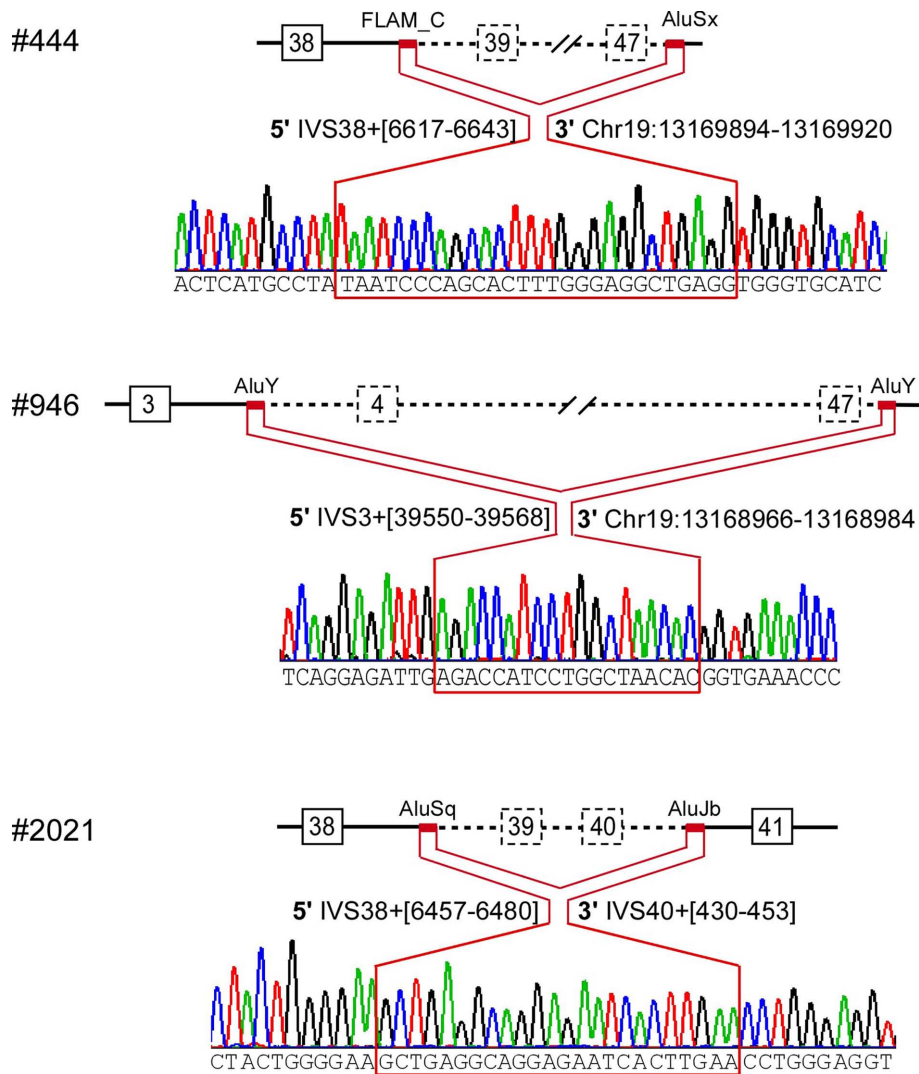 #444
FLAM_C AluSx
38 39 47
5' IVS38+[6617-6643] 3' Chr19:13169894-13169920
ACTCATGCCTATAATCCCAGCACTTTGGGAGGCTGAGGTGGGTGCATC
#946
AluY AluY
3 4 47
5' IVS3+[39550-39568] 3' Chr19:13168966-13168984
TCAGGAGATTGAGACCATCCTGGCTAACACGGTGAAACCC
#2021
AluSq AluJb
38 39 40 41
5' IVS38+[6457-6480] 3' IVS40+[430-453]
CTACTGGGGAAGCTGAGGCAGGAGAATCACTTGAACCTGGGAGGT